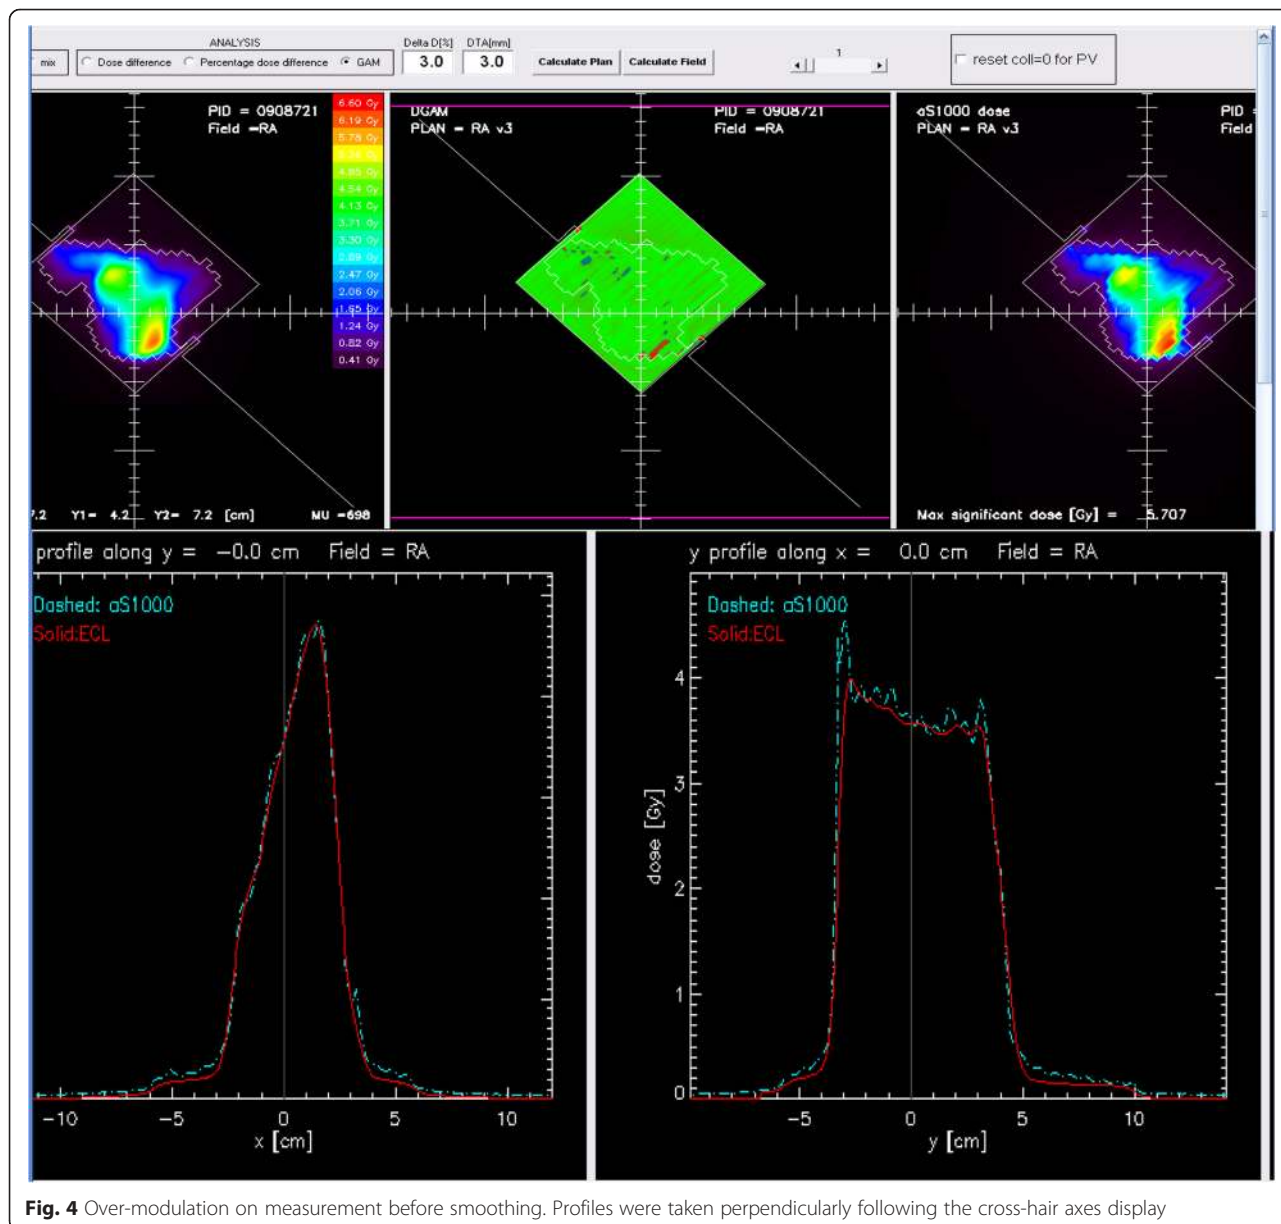 ANALYSIS
mix Dose difference Percentage dose difference GAM
Delta D[%] DTA[mm]
3.0 3.0
Calculate Plan Calculate Field
1
reset coll=0 for PV
PID = 0908721
Field =RA
6.60 Gy
6.19 Gy
5.78 Gy
4.95 Gy
4.54 Gy
4.13 Gy
3.71 Gy
3.30 Gy
2.89 Gy
2.47 Gy
2.06 Gy
1.65 Gy
1.24 Gy
0.82 Gy
0.41 Gy
7.2 Y1= 4.2 Y2= 7.2 [cm] MU =698
DGAM
PLAN = RA v3
PID = 0908721
Field =RA
aS1000 dose
PLAN = RA v3
PID =
Field
Max significant dose [Gy] = 5.707
profile along y = -0.0 cm Field = RA
Dashed: aS1000
Solid:ECL
-10 -5 0 5 10
x [cm]
y profile along x = 0.0 cm Field = RA
Dashed: aS1000
Solid:ECL
4
3
2
1
0
dose [Gy]
-5 0 5 10
y [cm]
Fig. 4 Over-modulation on measurement before smoothing. Profiles were taken perpendicularly following the cross-hair axes display